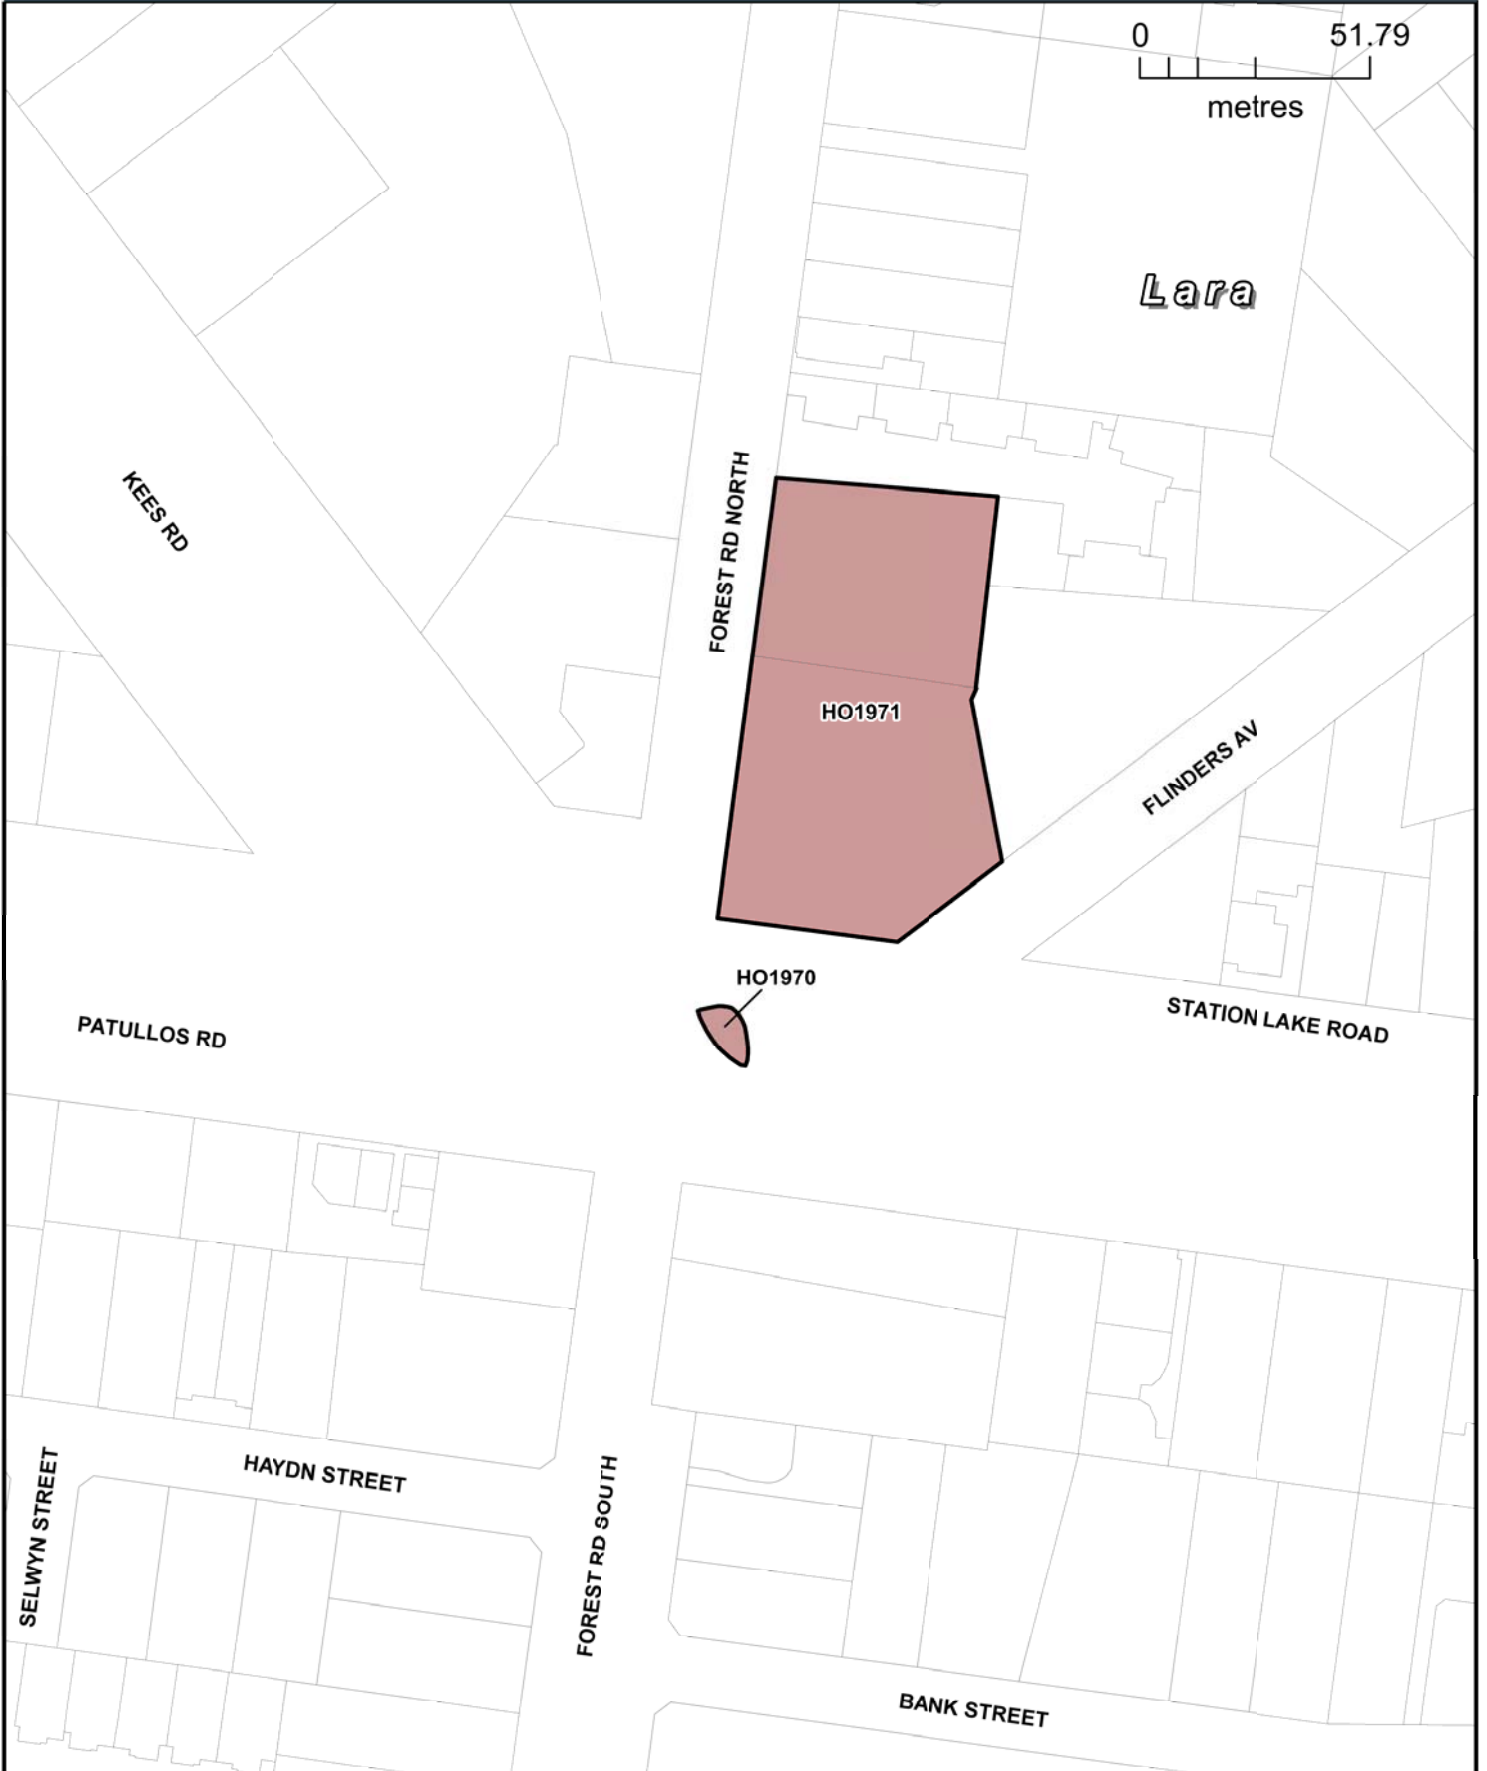 0 51.79
metres
Lara
KEES RD
FOREST RD NORTH
HO1971
FLINDERS AV
HO1970
STATION LAKE ROAD
PATULLOS RD
HAYDN STREET
SELWYN STREET
FOREST RD SOUTH
BANK STREET